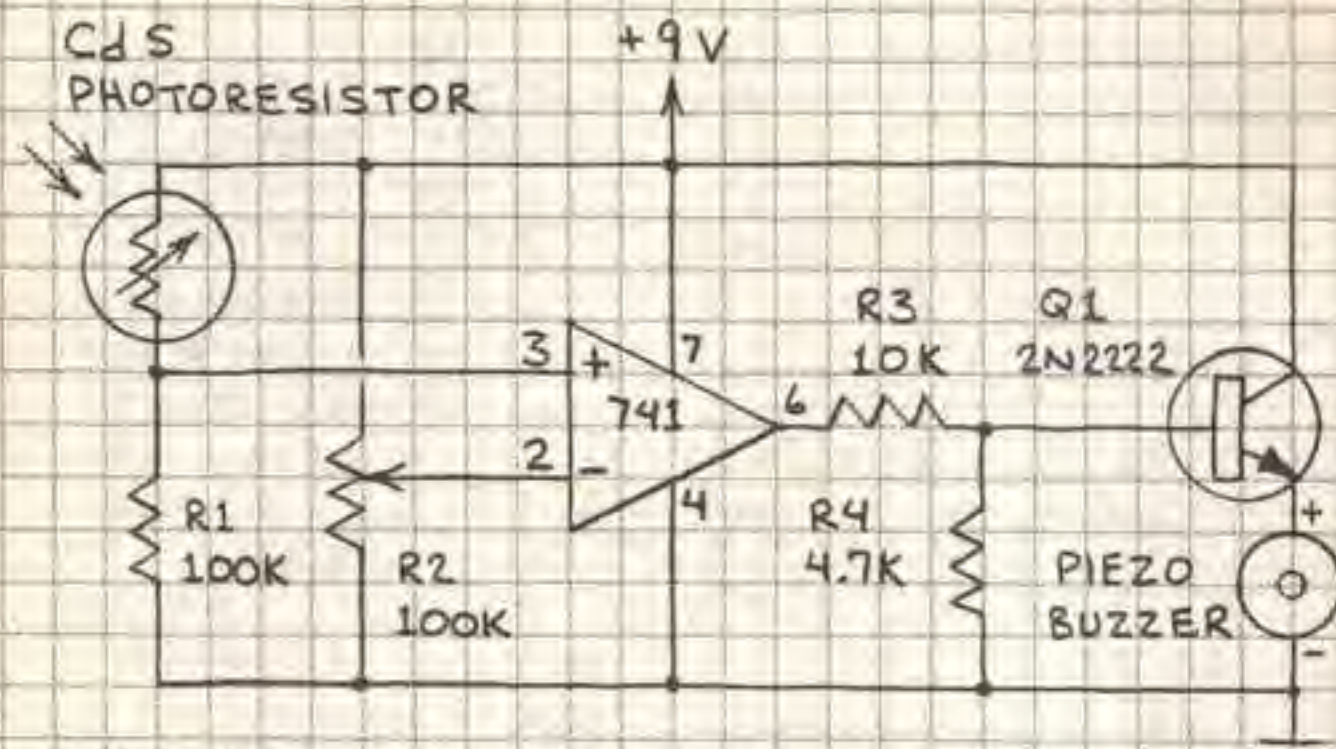 CdS
PHOTORESISTOR
+9V
3
+
7
741
2
-
4
6
R3
10K
Q1
2N2222
R1
100K
R2
100K
R4
4.7K
+
PIEZO
BUZZER
-